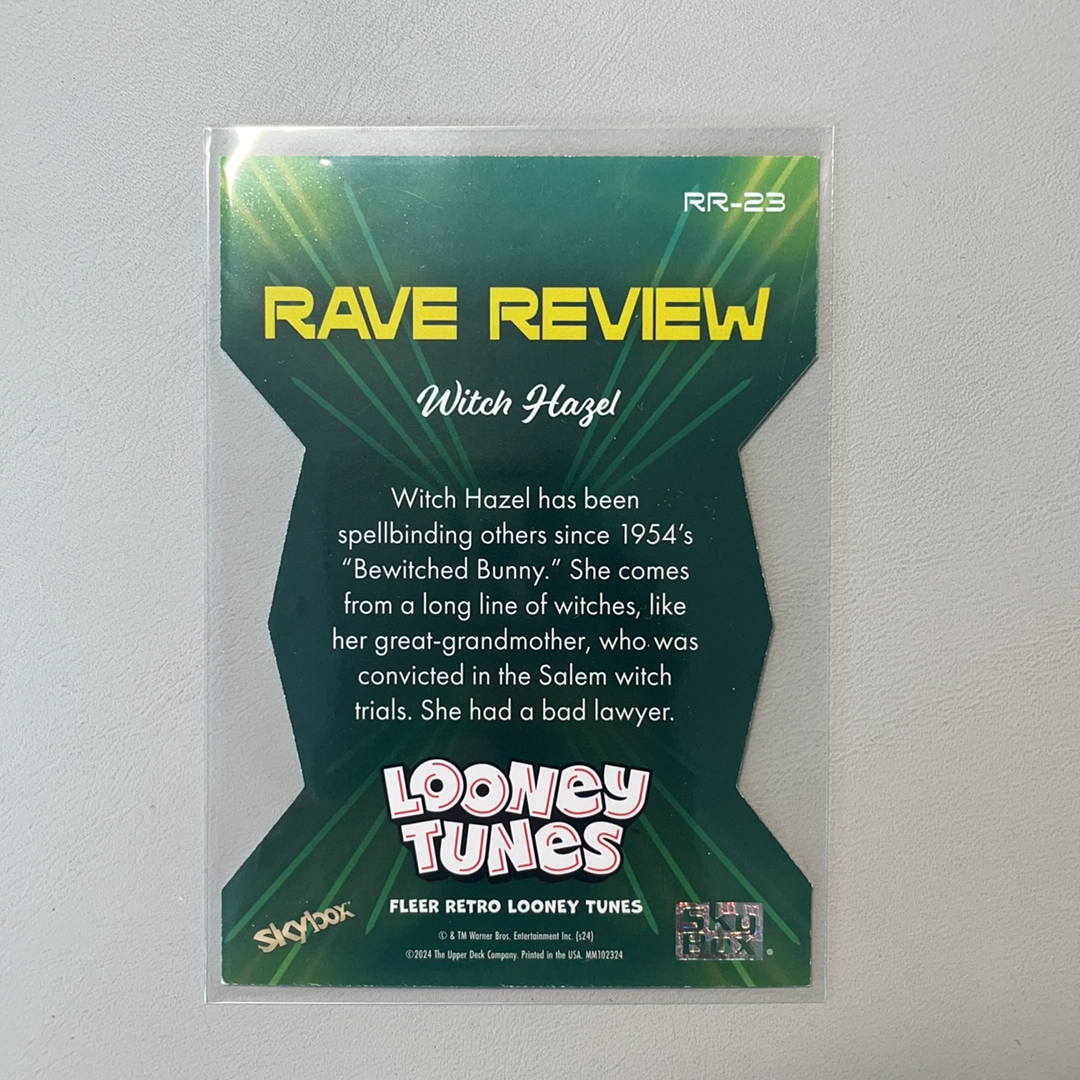 RR-23
RAVE REVIEW
Witch Hazel
Witch Hazel has been
spellbinding others since 1954's
"Bewitched Bunny." She comes
from a long line of witches, like
her great-grandmother, who was
convicted in the Salem witch
trials. She had a bad lawyer.
LOONEY
TUNES
FLEER RETRO LOONEY TUNES
skybox
© & TM Warner Bros. Entertainment Inc. (s24)
©2024 The Upper Deck Company. Printed in the USA. MM102324
SKY
BOX